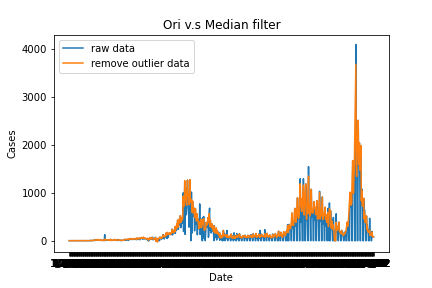 Ori v.s Median filter
raw data
remove outlier data
4000
3000
2000
1000
0
Cases
Date